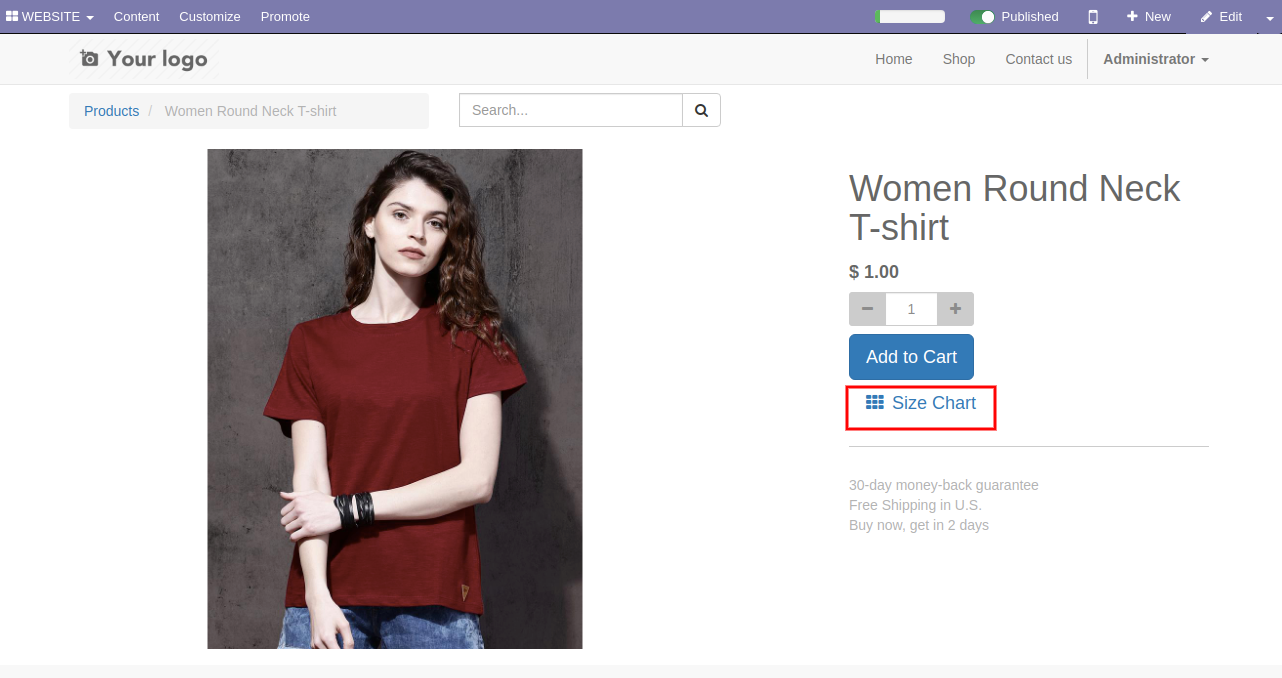 WEBSITE Content Customize Promote Published New Edit
Your logo Home Shop Contact us Administrator
Products / Women Round Neck T-shirt Search...
Women Round Neck
T-shirt
$ 1.00
1
Add to Cart
Size Chart
30-day money-back guarantee
Free Shipping in U.S.
Buy now, get in 2 days